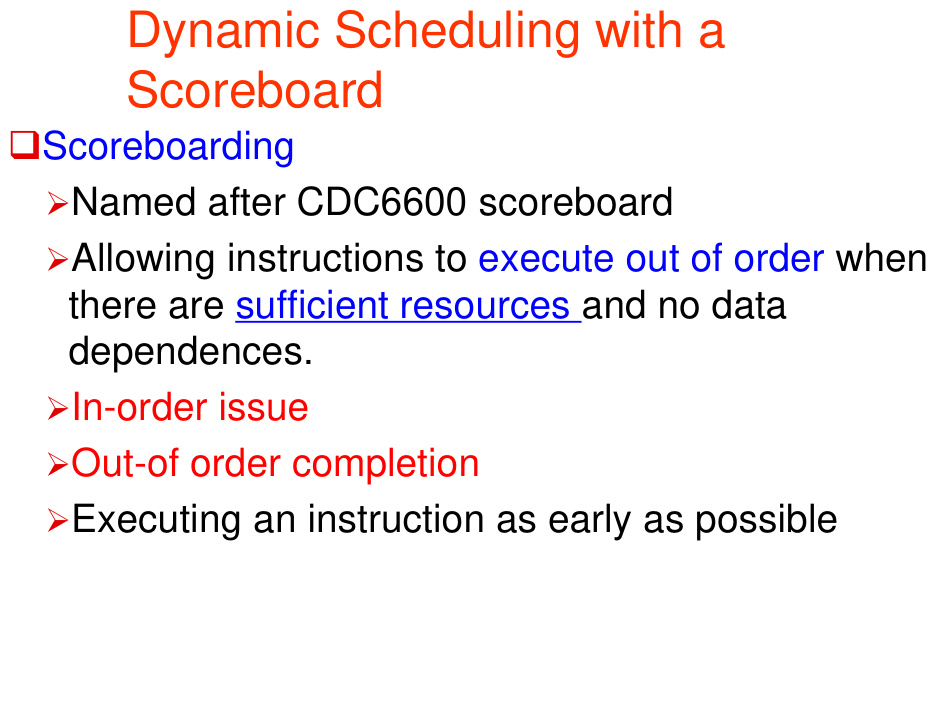 Dynamic Scheduling with a
Scoreboard
❑Scoreboarding
➢Named after CDC6600 scoreboard
➢Allowing instructions to execute out of order when
there are sufficient resources and no data
dependences.
➢In-order issue
➢Out-of order completion
➢Executing an instruction as early as possible